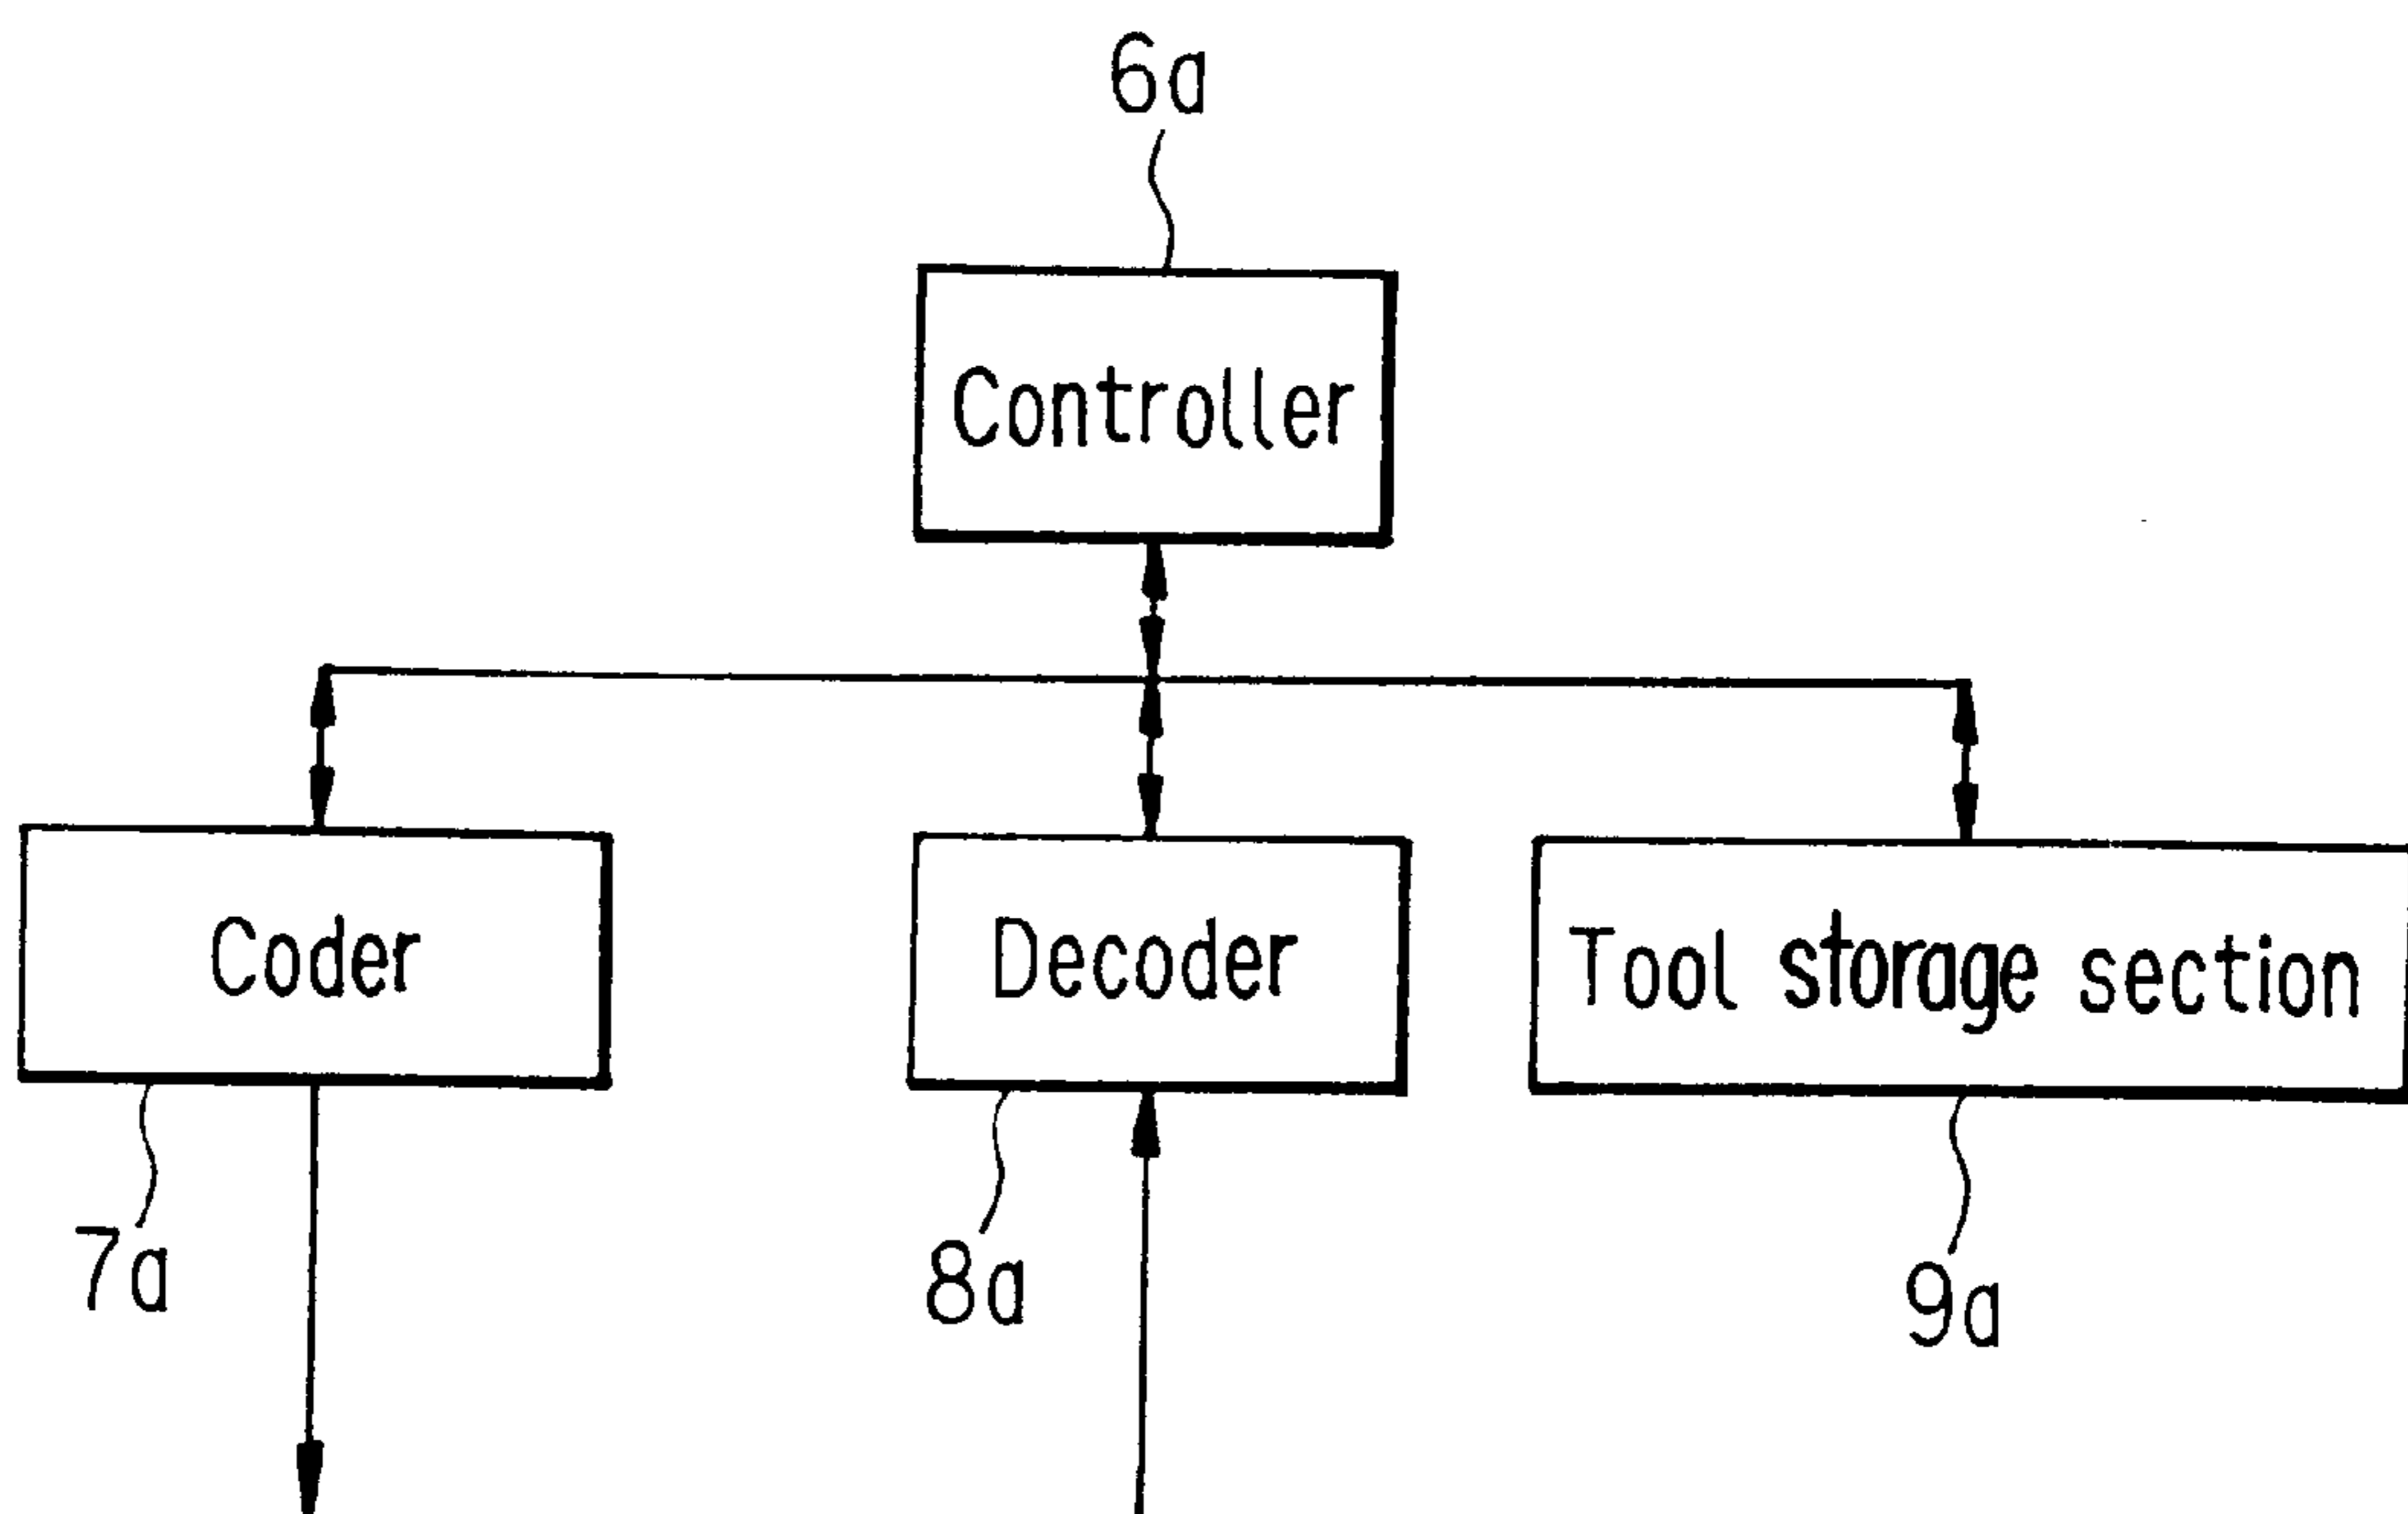 6a
Controller
Coder
Decoder
Tool storage section
7a
8a
9a